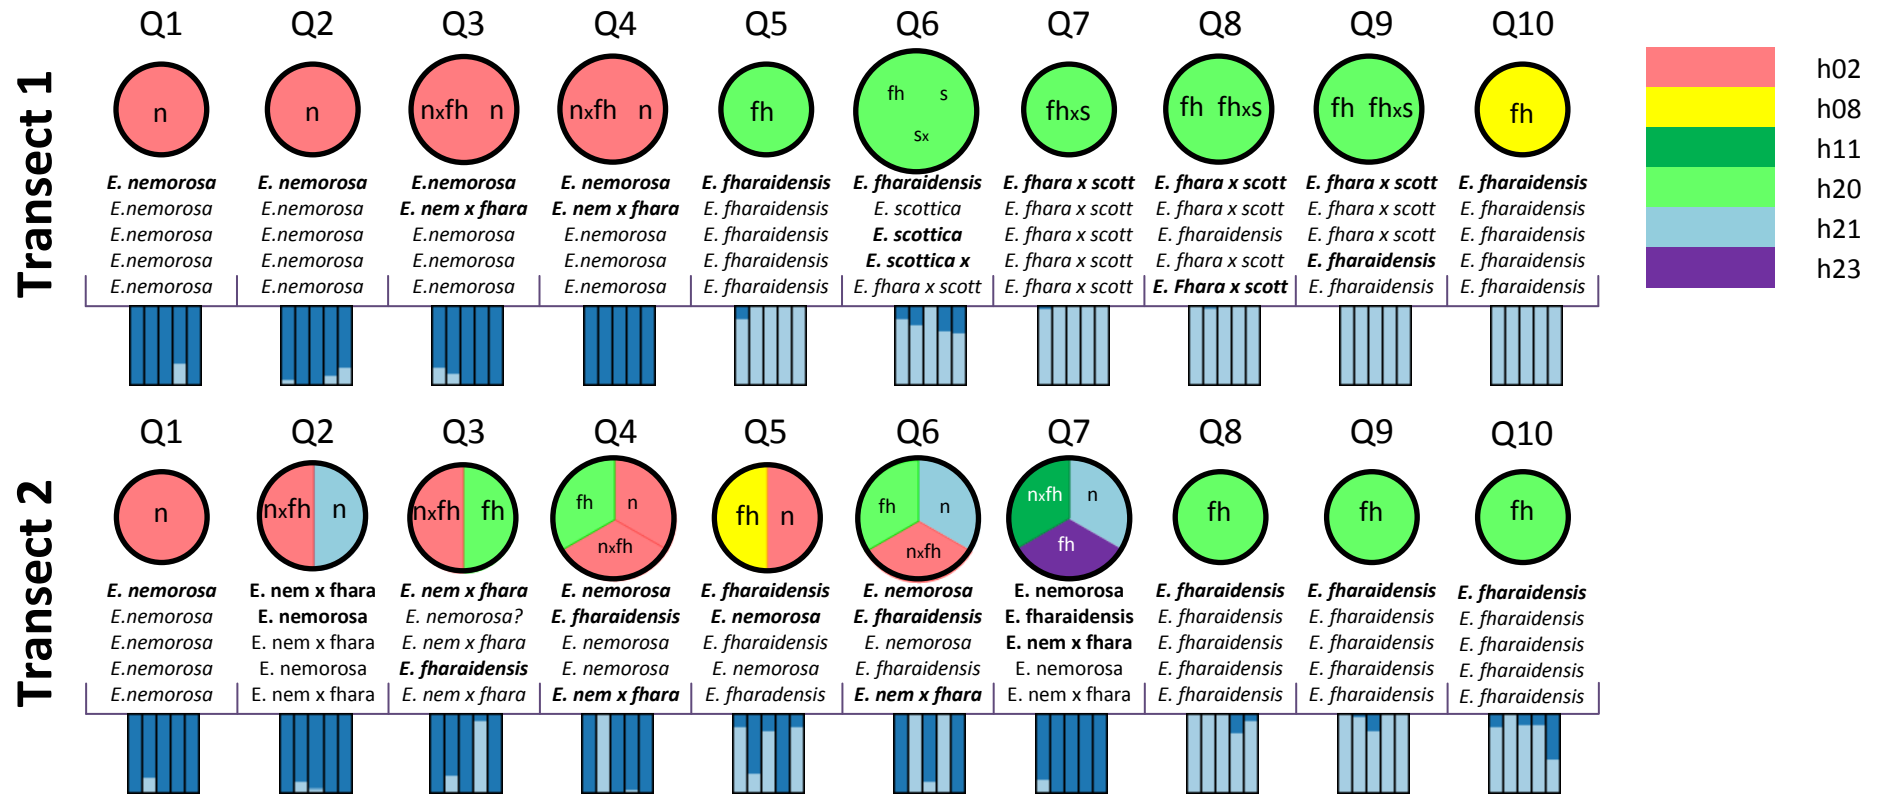 Transect 1
Q1 Q2 Q3 Q4 Q5 Q6 Q7 Q8 Q9 Q10
n n nxfh n nxfh n fh fh s sx fhxs fh fhxs fh fhxs fh
E. nemorosa E. nemorosa E.nemorosa E. nemorosa E. fharaidensis E. fharaidensis E. fhara x scott E. fhara x scott E. fhara x scott E. fharaidensis
E.nemorosa E.nemorosa E. nem x fhara E. nem x fhara E. fharaidensis E. scottica E. fhara x scott E. fhara x scott E. fhara x scott E. fharaidensis
E.nemorosa E.nemorosa E.nemorosa E.nemorosa E. fharaidensis E. scottica E. fhara x scott E. fharaidensis E. fhara x scott E. fharaidensis
E.nemorosa E.nemorosa E.nemorosa E.nemorosa E. fharaidensis E. scottica x E. fhara x scott E. fhara x scott E. fharaidensis E. fharaidensis
E.nemorosa E.nemorosa E.nemorosa E.nemorosa E. fharaidensis E. fhara x scott E. fhara x scott E. Fhara x scott E. fharaidensis E. fharaidensis
h02
h08
h11
h20
h21
h23
Transect 2
Q1 Q2 Q3 Q4 Q5 Q6 Q7 Q8 Q9 Q10
n nxfh n nxfh fh fh n nxfh fh n fh n nxfh nxfh n fh fh fh fh
E. nemorosa E. nem x fhara E. nem x fhara E. nemorosa E. fharaidensis E. nemorosa E. nemorosa E. fharaidensis E. fharaidensis E. fharaidensis
E.nemorosa E. nemorosa E. nemorosa? E. fharaidensis E. nemorosa E. fharaidensis E. fharaidensis E. fharaidensis E. fharaidensis E. fharaidensis
E.nemorosa E. nem x fhara E. nem x fhara E. nemorosa E. fharaidensis E. nemorosa E. nem x fhara E. fharaidensis E. fharaidensis E. fharaidensis
E.nemorosa E. nemorosa E. fharaidensis E. nemorosa E. nemorosa E. fharaidensis E. nemorosa E. fharaidensis E. fharaidensis E. fharaidensis
E.nemorosa E. nem x fhara E. nem x fhara E. nem x fhara E. fharadensis E. nem x fhara E. nem x fhara E. fharaidensis E. fharaidensis E. fharaidensis